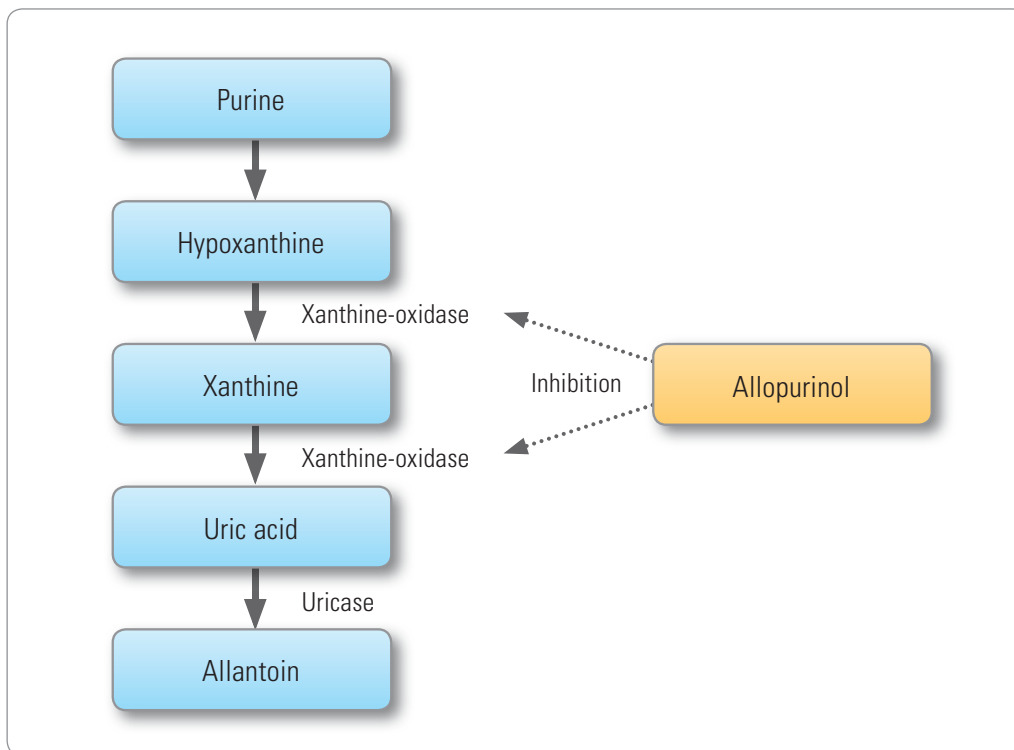 Purine
Hypoxanthine
Xanthine-oxidase
Xanthine
Inhibition
Allopurinol
Xanthine-oxidase
Uric acid
Uricase
Allantoin